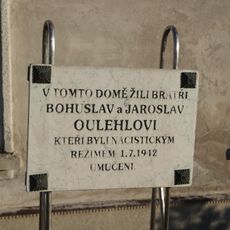 V TOMTO DOMĚ ŽILI BRATŘI
BOHUSLAV a JAROSLAV
OULEHLOVI
KTEŘÍ BYLI NACISTICKÝM
REŽIMEM 1.7.1942
UMUČENI